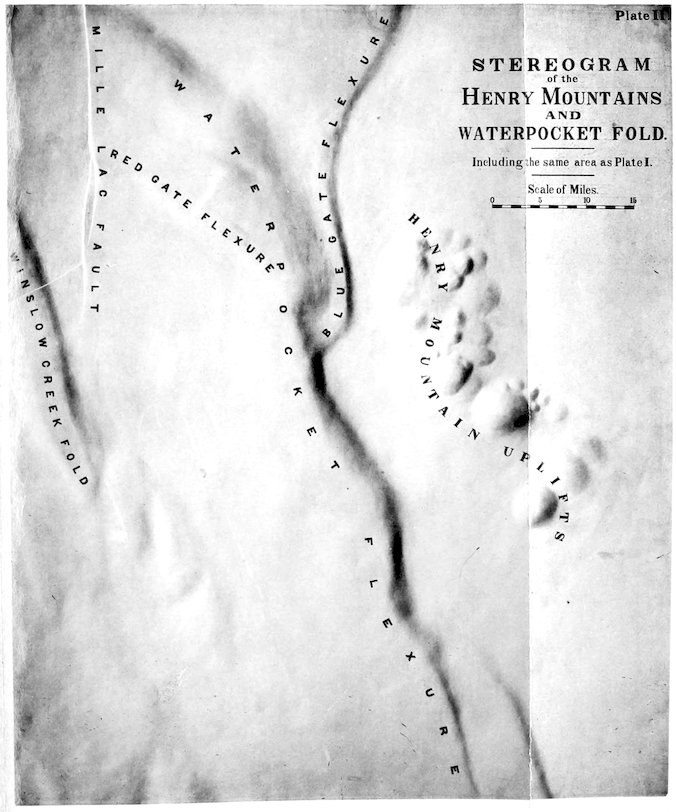 Plate II.
STEREOGRAM
of the
HENRY MOUNTAINS
AND
WATERPOCKET FOLD.
Including the same area as Plate I.
Scale of Miles.
0 5 10 15
MILLE LAC FAULT
WATERPOCKET FLEXURE
BLUE GATE FLEXURE
RED GATE FLEXURE
HENRY MOUNTAIN UPLIFTS
WINSLOW CREEK FOLD